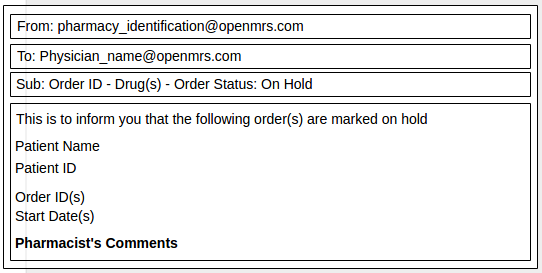 From: pharmacy_identification@openmrs.com
To: Physician_name@openmrs.com
Sub: Order ID - Drug(s) - Order Status: On Hold
This is to inform you that the following order(s) are marked on hold
Patient Name
Patient ID
Order ID(s)
Start Date(s)
Pharmacist's Comments